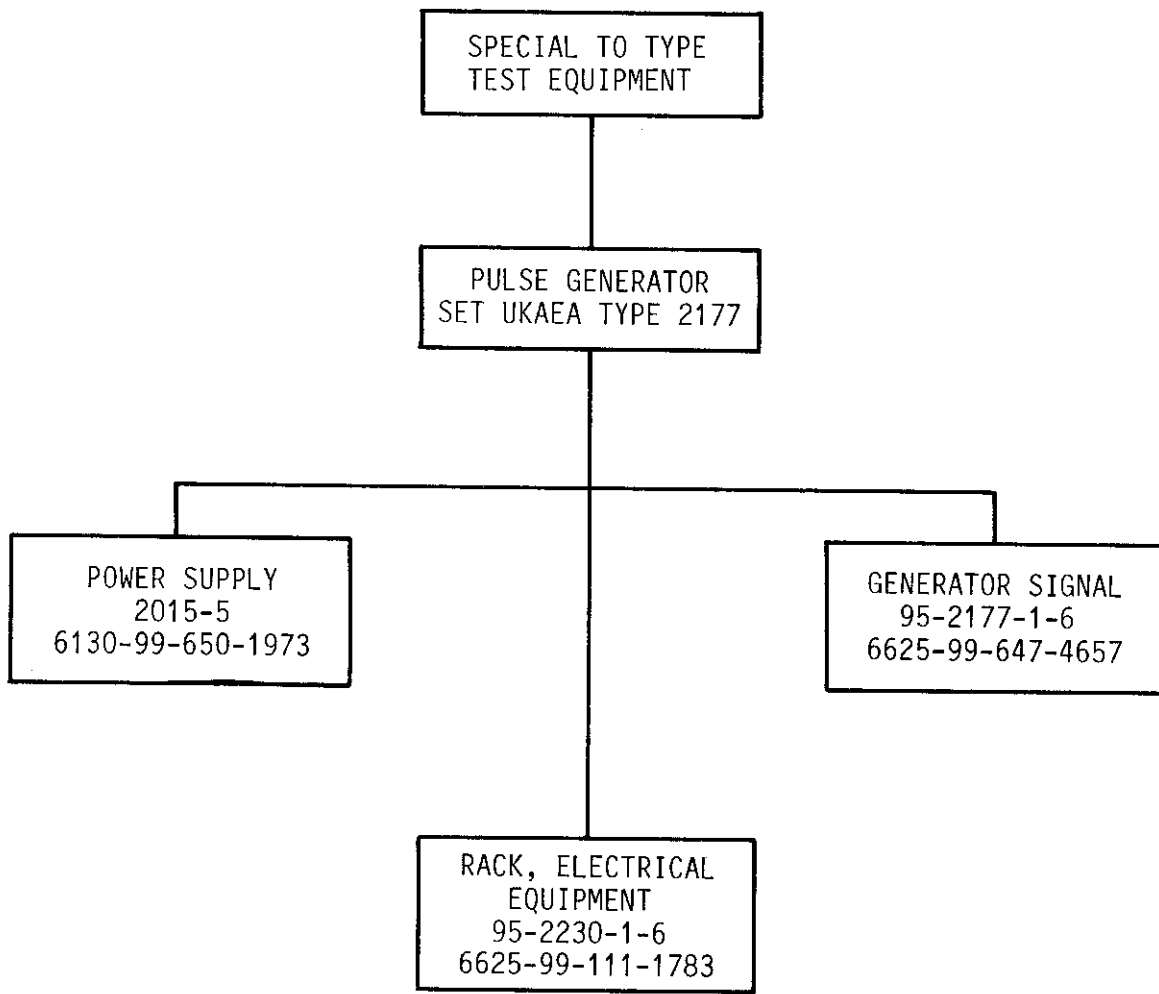 SPECIAL TO TYPE
TEST EQUIPMENT
PULSE GENERATOR
SET UKAEA TYPE 2177
POWER SUPPLY
2015-5
6130-99-650-1973
GENERATOR SIGNAL
95-2177-1-6
6625-99-647-4657
RACK, ELECTRICAL
EQUIPMENT
95-2230-1-6
6625-99-111-1783